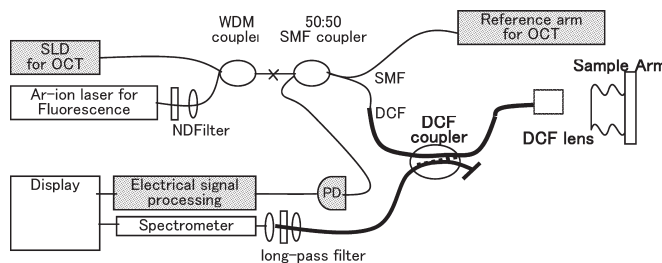 WDM
coupler
50:50
SMF coupler
Reference arm
for OCT
SLD
for OCT
Sample Arm
Ar-ion laser for
Fluorescence
NDFilter
SMF
DCF
DCF
coupler
DCF lens
Display
Electrical signal
processing
PD
Spectrometer
long-pass filter